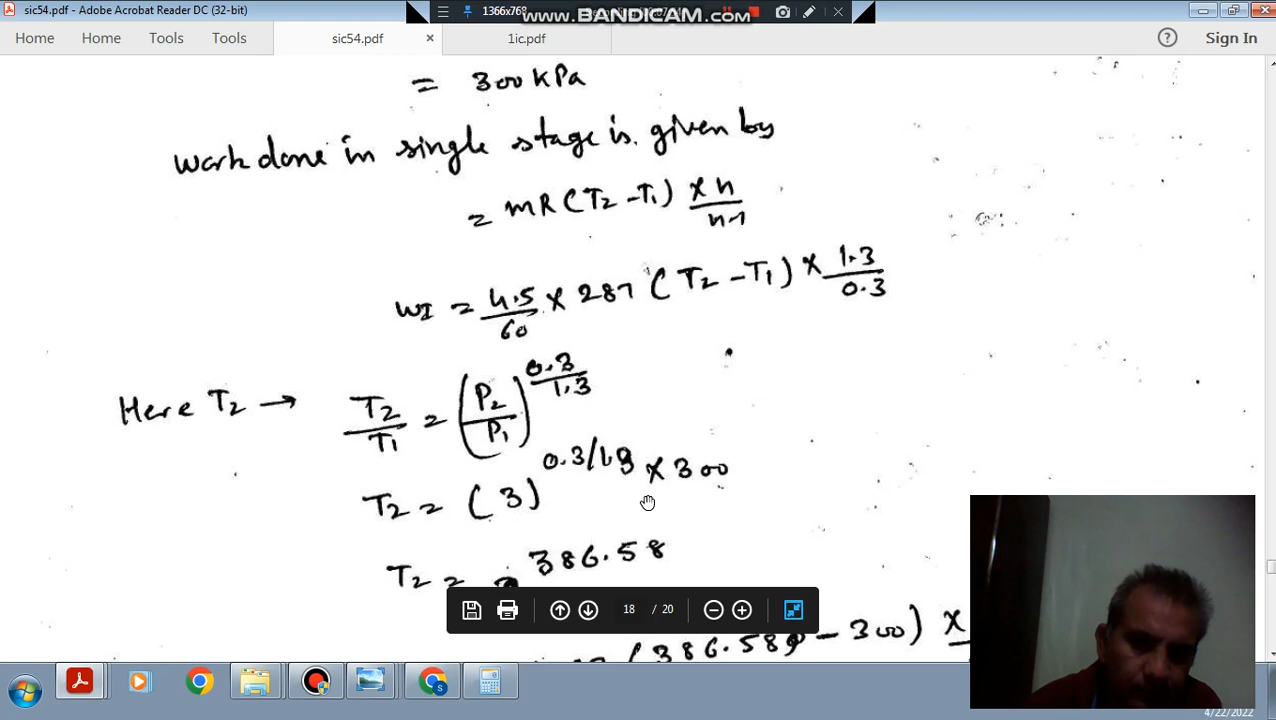 sic54.pdf - Adobe Acrobat Reader DC (32-bit)
1366x768
www.BANDICAM.com
Home Home Tools Tools sic54.pdf × 1ic.pdf ? Sign In
= 300 kPa
Work done in single stage is. given by
= mR (T2 - T1) × n/n-1
WI = 4.5/60 × 287 (T2 - T1) × 1.3/0.3
Here T2 → T2/T1 = (P2/P1)^0.3/1.3
T2 = (3)^0.3/1.3 × 300
T2 = 386.58
18 / 20
(386.589 - 300) ×
4/22/2022